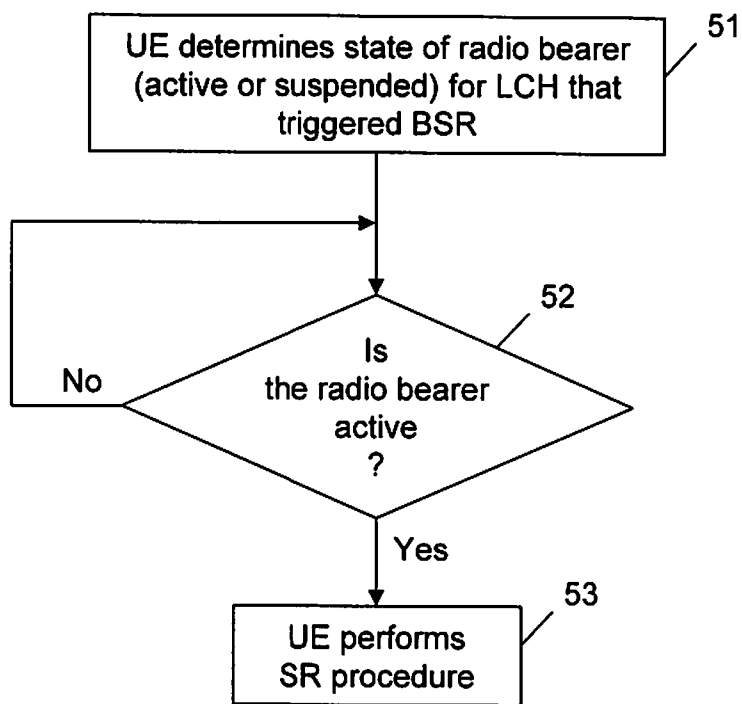 51
UE determines state of radio bearer
(active or suspended) for LCH that
triggered BSR
52
Is
the radio bearer
active
?
No
Yes
53
UE performs
SR procedure